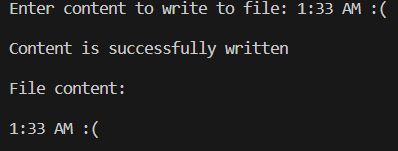 Enter content to write to file: 1:33 AM :(
Content is successfully written
File content:
1:33 AM :(